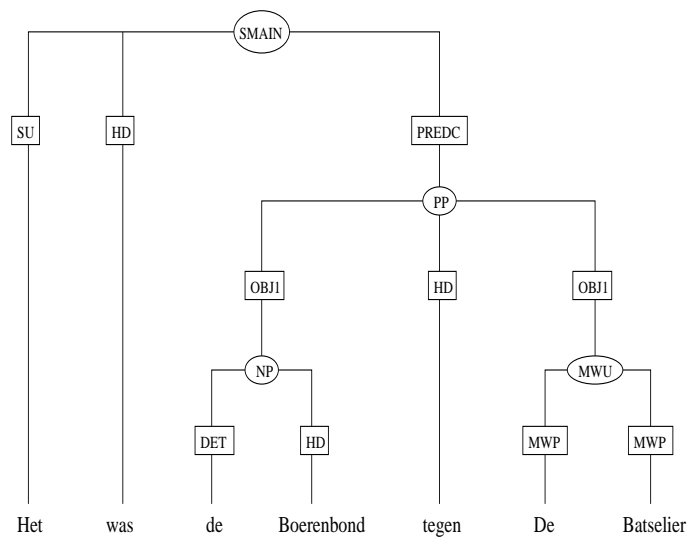 SMAIN
SU HD PREDC
PP
OBJ1 HD OBJ1
NP MWU
DET HD MWP MWP
Het was de Boerenbond tegen De Batselier